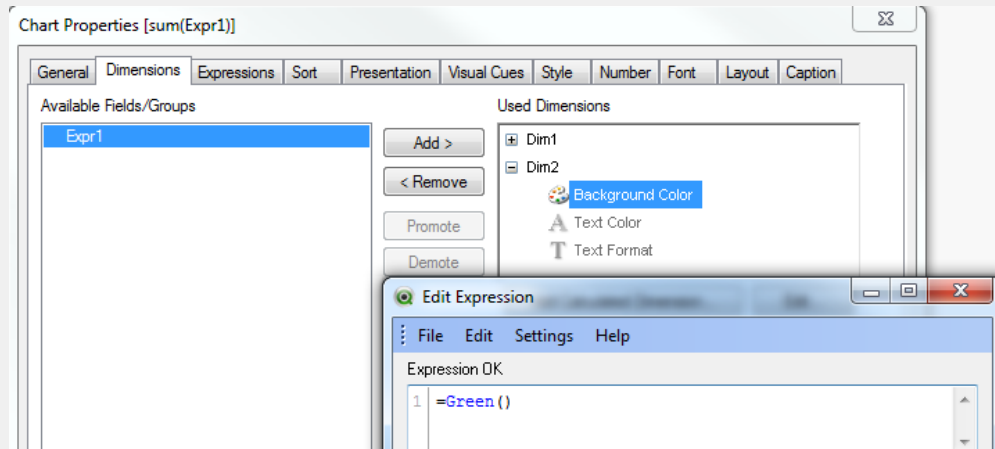 Chart Properties [sum(Expr1)]
General Dimensions Expressions Sort Presentation Visual Cues Style Number Font Layout Caption
Available Fields/Groups
Used Dimensions
Expr1
Add >
< Remove
Promote
Demote
Dim1
Dim2
Background Color
A Text Color
T Text Format
Edit Expression
File Edit Settings Help
Expression OK
1 =Green()